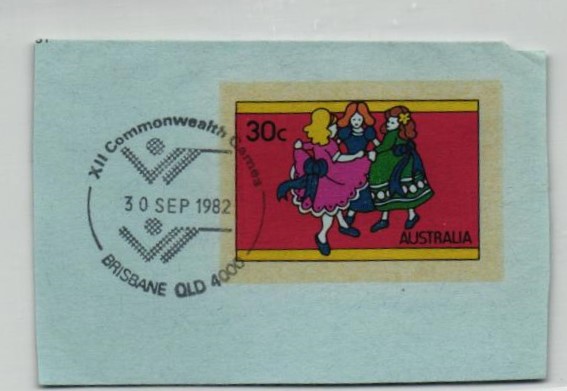 XII Commonwealth Games
30 SEP 1982
BRISBANE QLD 4000
30c
AUSTRALIA